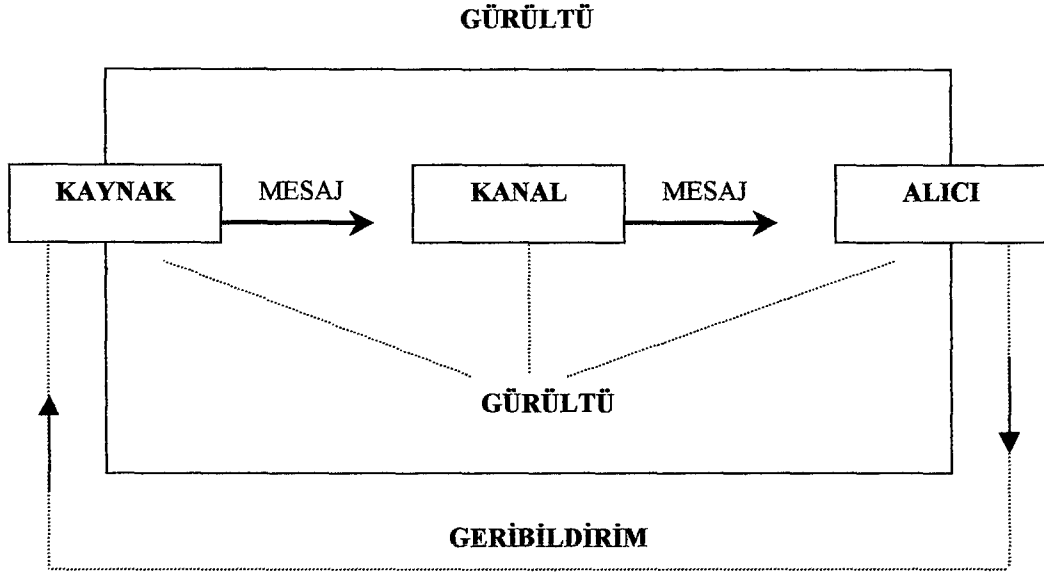 GÜRÜLTÜ
KAYNAK
MESAJ
KANAL
MESAJ
ALICI
GÜRÜLTÜ
GERİBİLDİRİM